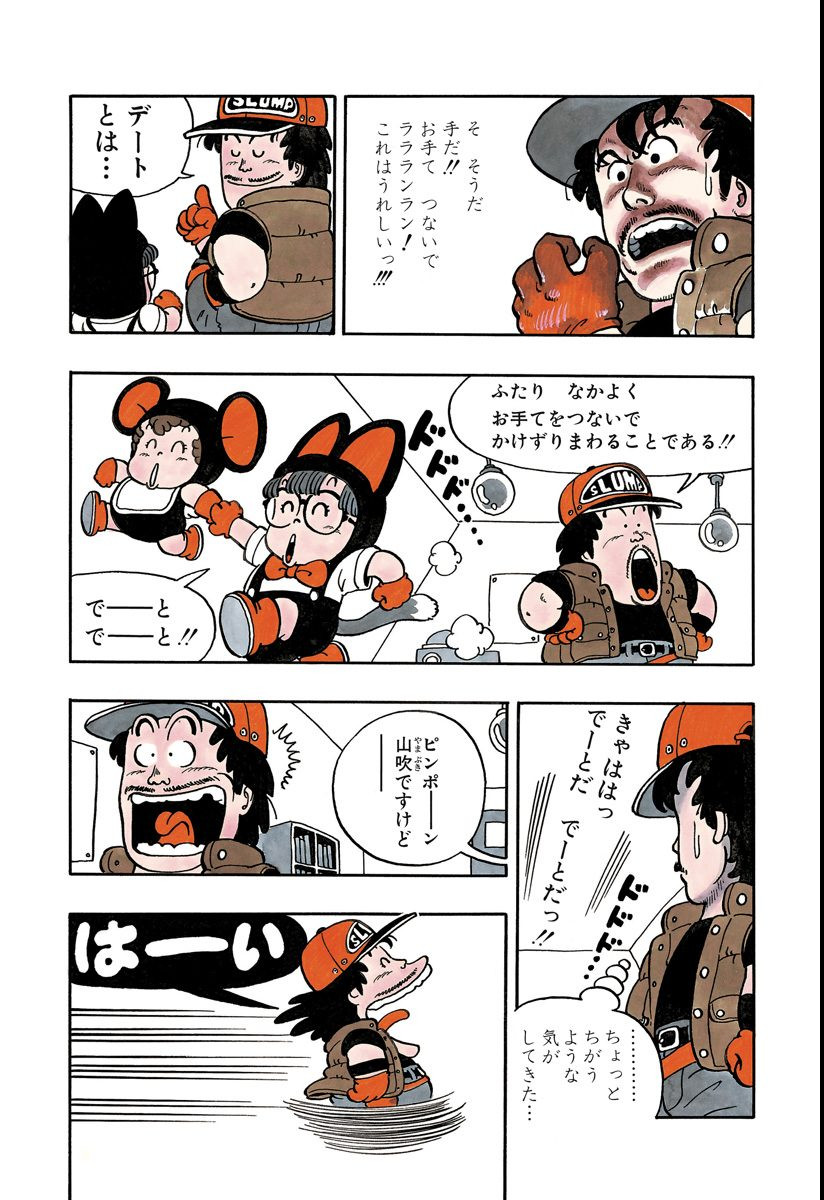 そ　そうだ
手だ!!
お手て　つないで
ラララランラン！
これはうれしいっ!!!
SLUMP
デート
とは…
ふたり　なかよく
お手てをつないで
かけずりまわることである!!
SLUMP
ドドドド……
で――と
で――と!!
きゃははっ
でーとだ　でーとだっ!!
ドドド……
…………
ちょっと
ちがう
ような
気が
してきた…
ピンポ――ン
山吹ですけど――
やまぶき
はーーい
SL
T.